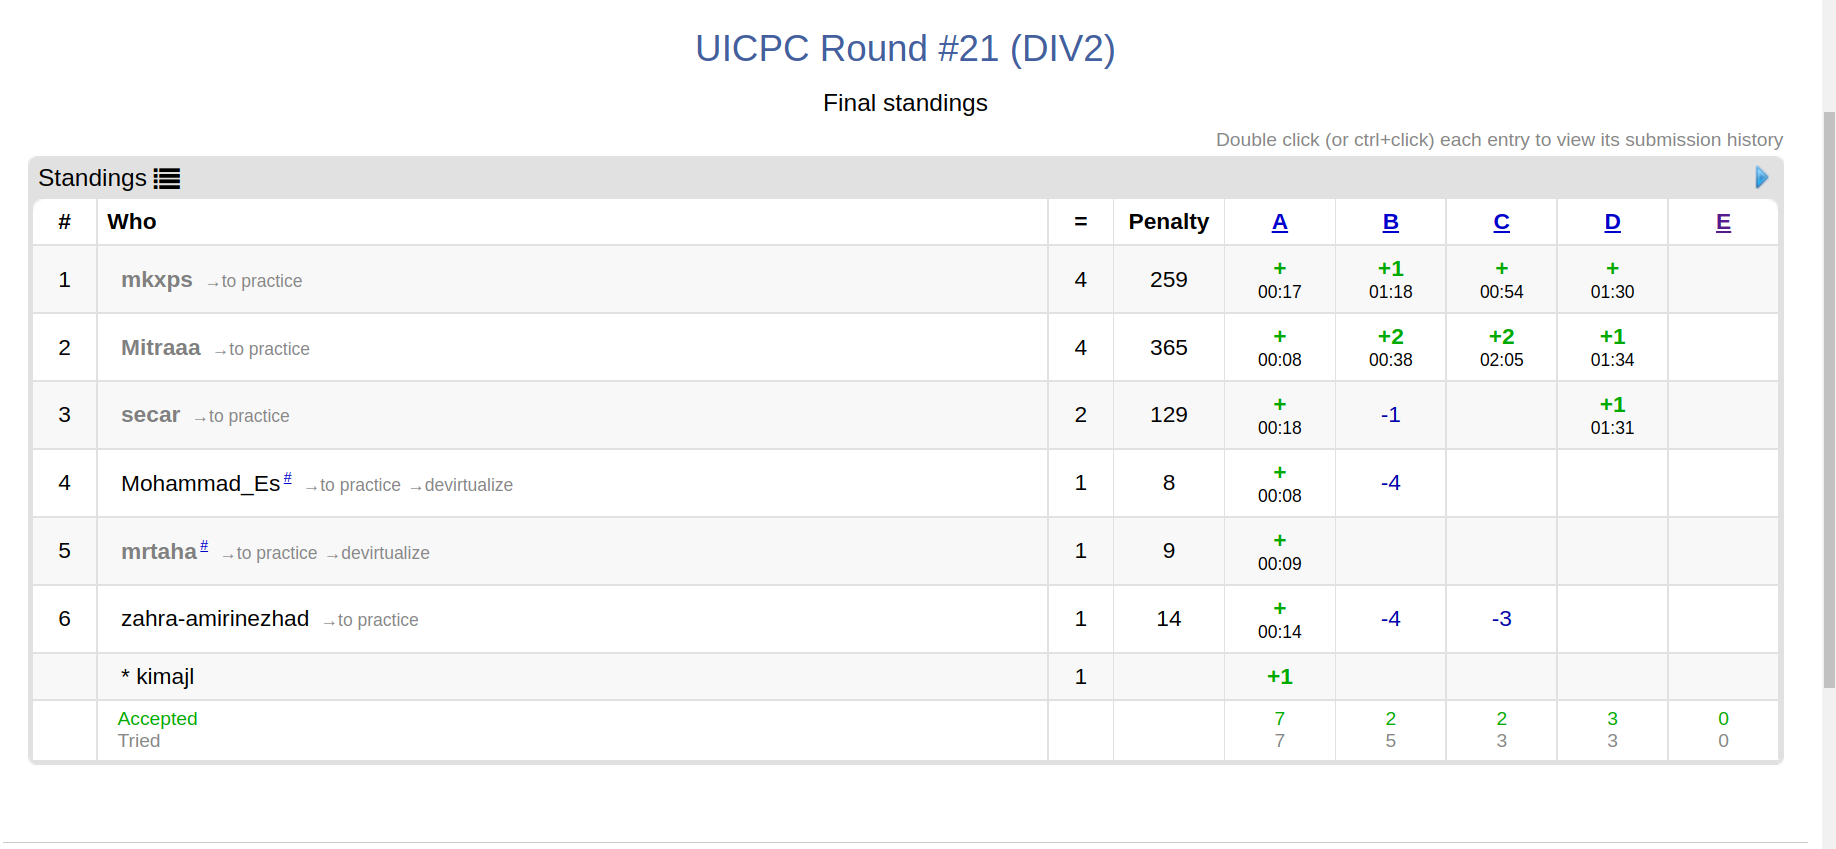 UICPC Round #21 (DIV2)
Final standings
Double click (or ctrl+click) each entry to view its submission history
Standings
# Who = Penalty A B C D E
1 mkxps →to practice 4 259 + +1 + +
00:17 01:18 00:54 01:30
2 Mitraaa →to practice 4 365 + +2 +2 +1
00:08 00:38 02:05 01:34
3 secar →to practice 2 129 + -1 +1
00:18 01:31
4 Mohammad_Es # →to practice →devirtualize 1 8 + -4
00:08
5 mrtaha # →to practice →devirtualize 1 9 +
00:09
6 zahra-amirinezhad →to practice 1 14 + -4 -3
00:14
* kimajl 1 +1
Accepted 7 2 2 3 0
Tried 7 5 3 3 0